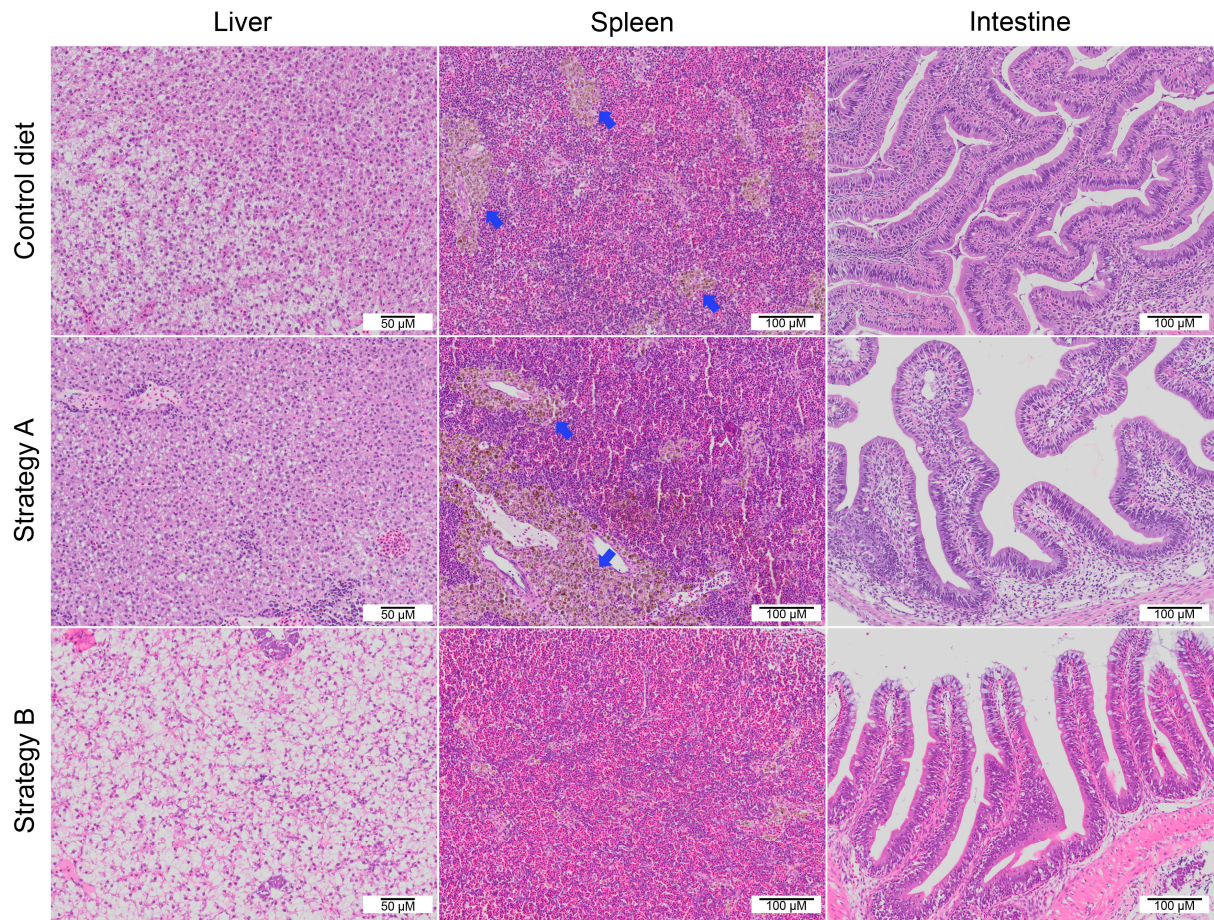 Liver Spleen Intestine
Control diet
50 µM 100 µM 100 µM
Strategy A
50 µM 100 µM 100 µM
Strategy B
50 µM 100 µM 100 µM